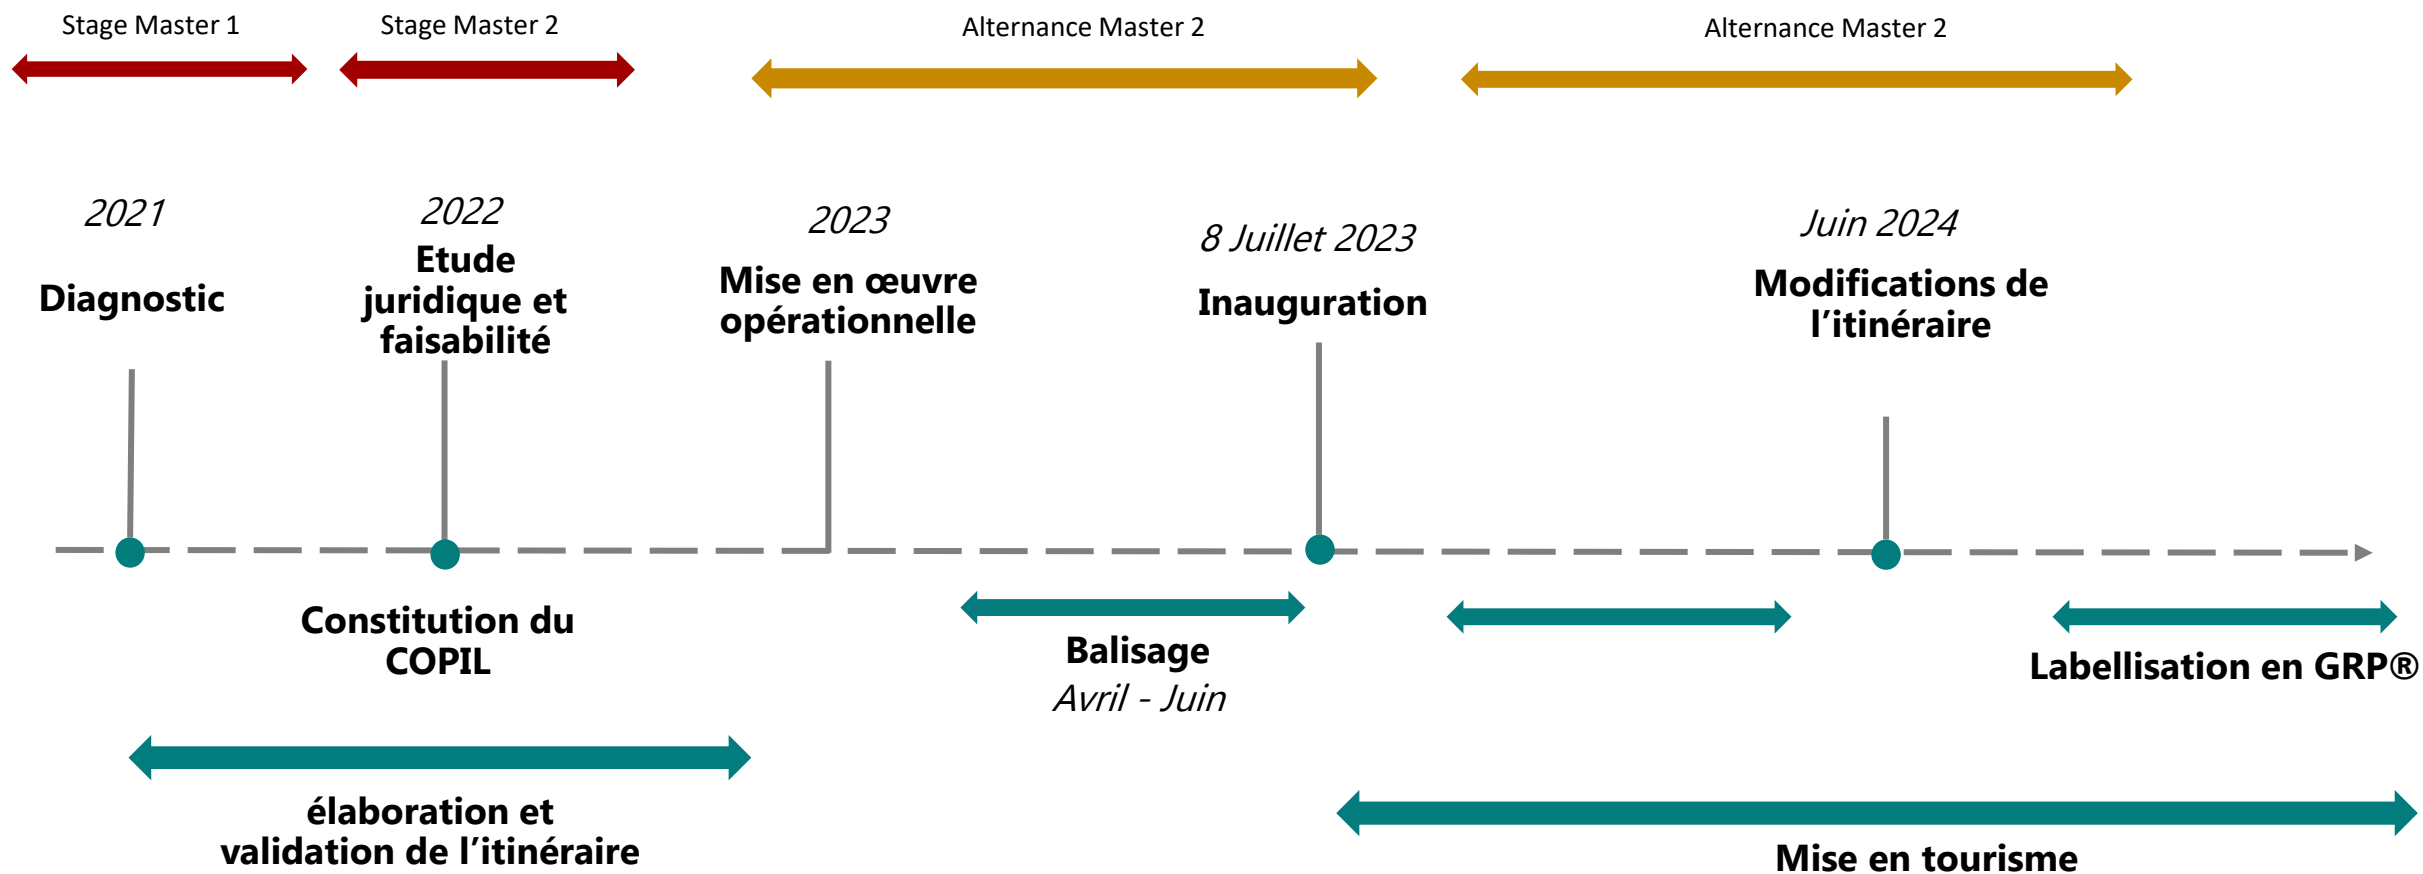 Stage Master 1
Stage Master 2
Alternance Master 2
Alternance Master 2
2021
Diagnostic
2022
Etude
juridique et
faisabilité
2023
Mise en œuvre
opérationnelle
8 Juillet 2023
Inauguration
Juin 2024
Modifications de
l’itinéraire
Constitution du
COPIL
Balisage
Avril - Juin
Labellisation en GRP®
élaboration et
validation de l’itinéraire
Mise en tourisme